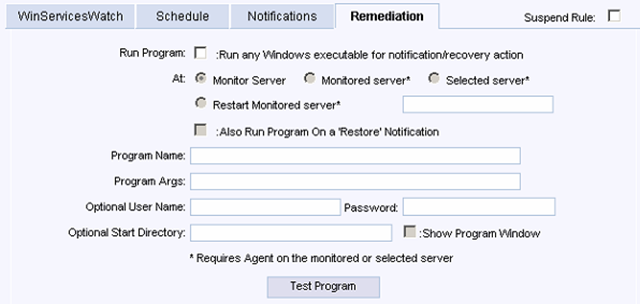 WinServicesWatch Schedule Notifications Remediation Suspend Rule:
Run Program: :Run any Windows executable for notification/recovery action
At: Monitor Server Monitored server* Selected server*
Restart Monitored server*
:Also Run Program On a 'Restore' Notification
Program Name:
Program Args:
Optional User Name: Password:
Optional Start Directory: :Show Program Window
* Requires Agent on the monitored or selected server
Test Program